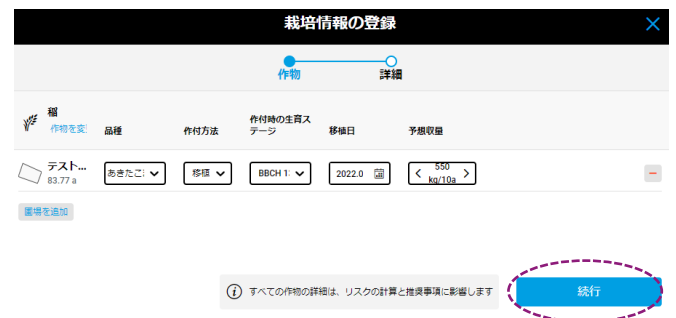 栽培情報の登録
作物
詳細
稲
作物を変
品種
作付方法
作付時の生育ス
テージ
移植日
予想収量
テスト...
83.77 a
あきたこ
移植
BBCH 1
2022.0
550
kg/10a
圃場を追加
すべての作物の詳細は、リスクの計算と推奨事項に影響します
続行